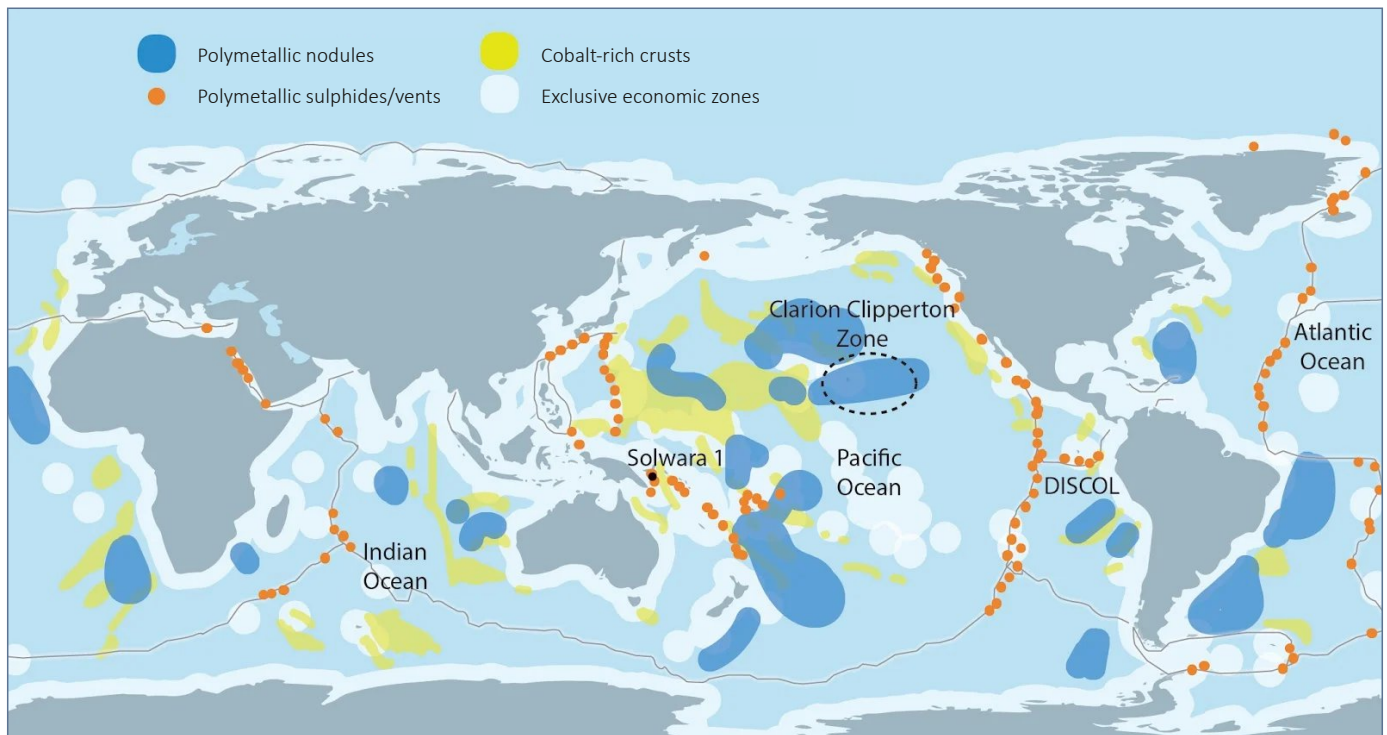 Polymetallic nodules
Cobalt-rich crusts
Polymetallic sulphides/vents
Exclusive economic zones
Clarion Clipperton
Zone
Atlantic
Ocean
Solwara 1
Pacific
Ocean
DISCOL
Indian
Ocean